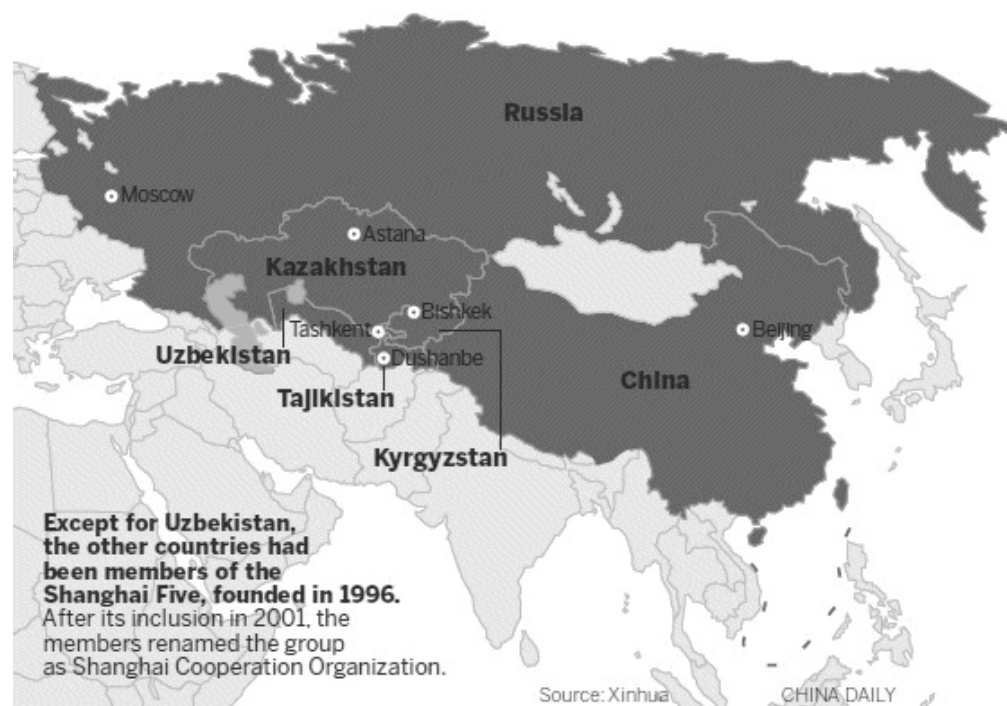 Russia
Moscow
Astana
Kazakhstan
Bishkek
Tashkent
Beijing
Uzbekistan
Dushanbe
China
Tajikistan
Kyrgyzstan
Except for Uzbekistan,
the other countries had
been members of the
Shanghai Five, founded in 1996.
After its inclusion in 2001, the
members renamed the group
as Shanghai Cooperation Organization.
Source: Xinhua
CHINA DAILY